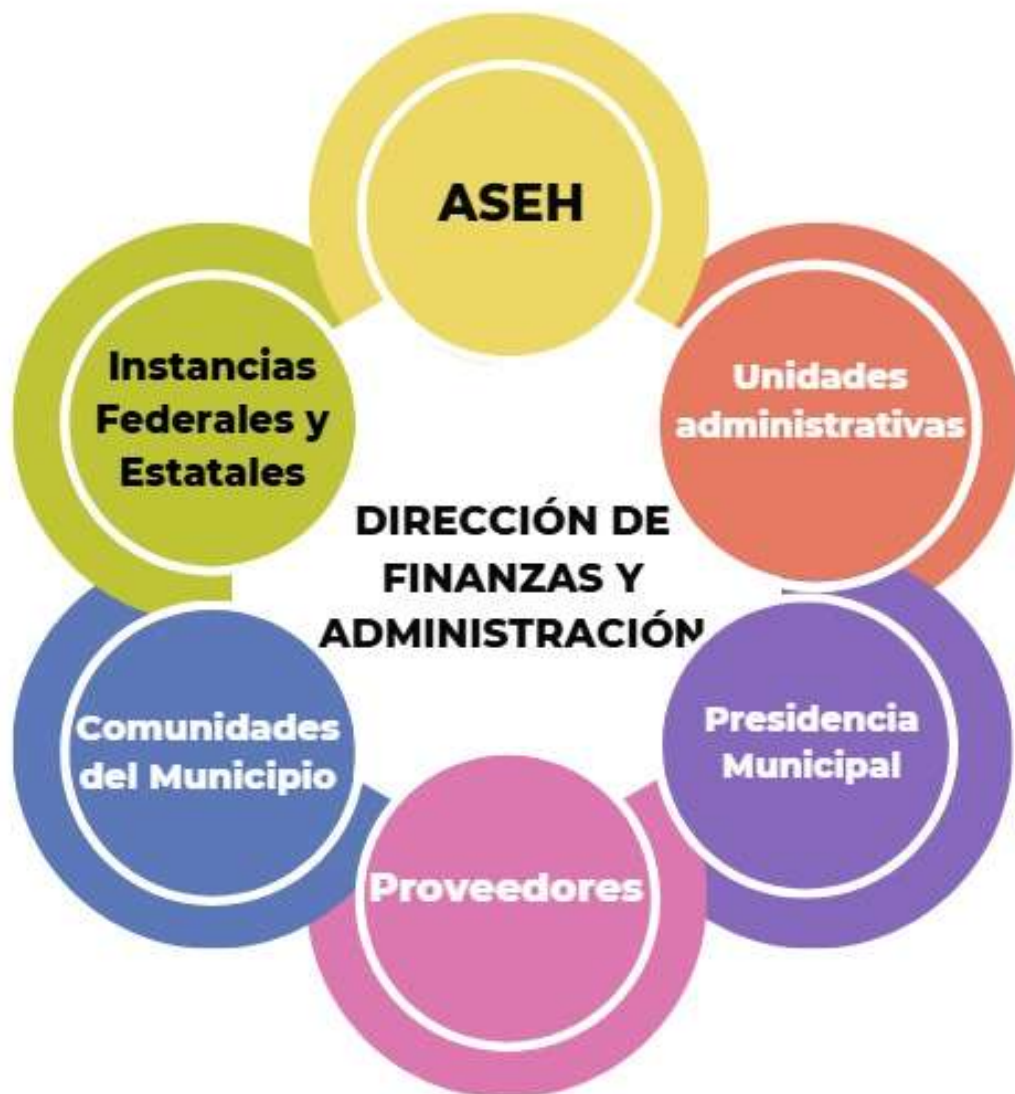 ASEH
Instancias
Federales y
Estatales
Unidades
administrativas
DIRECCIÓN DE
FINANZAS Y
ADMINISTRACIÓN
Comunidades
del Municipio
Presidencia
Municipal
Proveedores